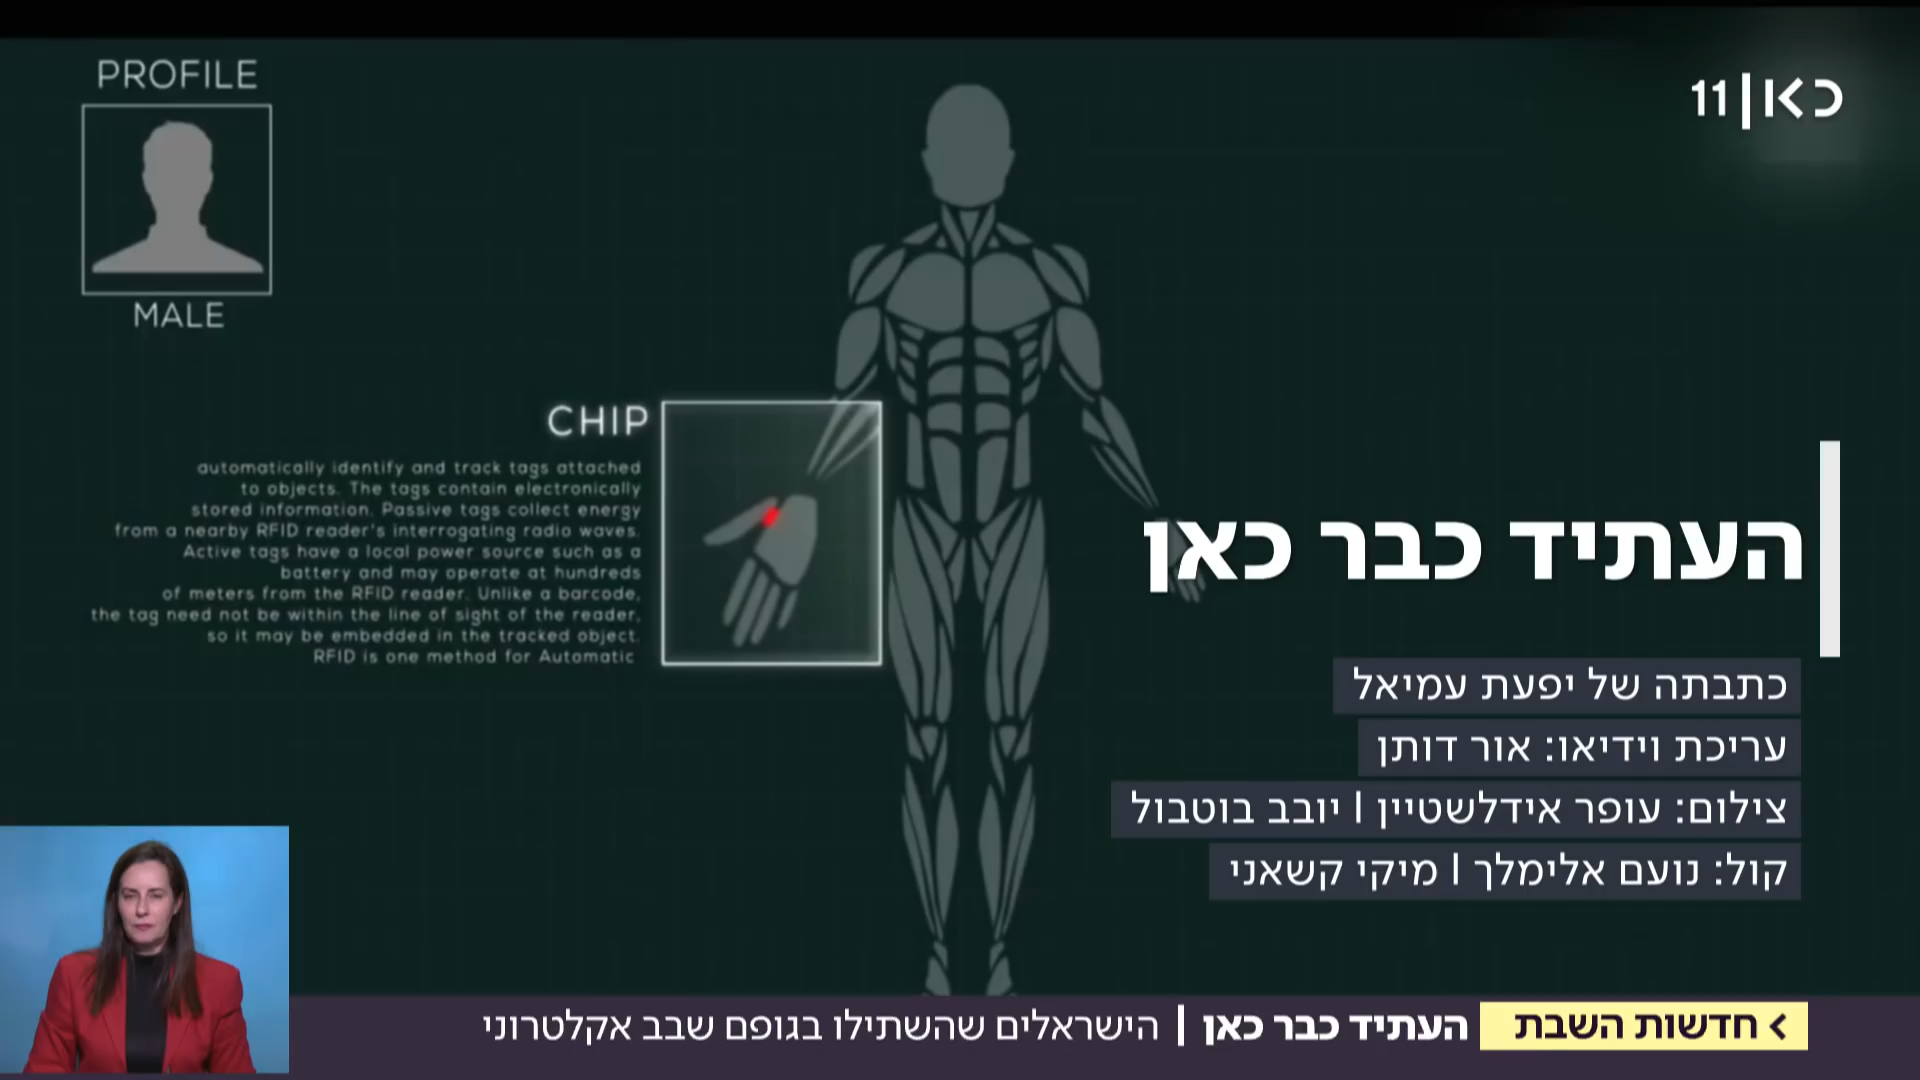 PROFILE
MALE
כאן|11
CHIP
automatically identify and track tags attached
to objects. The tags contain electronically
stored information. Passive tags collect energy
from a nearby RFID reader's interrogating radio waves.
Active tags have a local power source such as a
battery and may operate at hundreds
of meters from the RFID reader. Unlike a barcode,
the tag need not be within the line of sight of the reader,
so it may be embedded in the tracked object.
RFID is one method for Automatic
העתיד כבר כאן
כתבתה של יפעת עמיאל
עריכת וידיאו: אור דותן
צילום: עופר אידלשטיין | יובב בוטבול
קול: נועם אלימלך | מיקי קשאני
חדשות השבת
העתיד כבר כאן | הישראלים שהשתילו בגופם שבב אקלטרוני